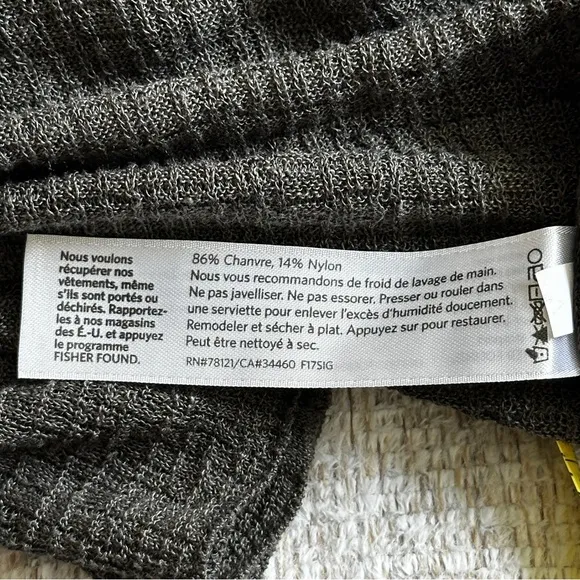 Nous voulons
récupérer nos
vêtements, même
s'ils sont portés ou
déchirés. Rapportez-
les à nos magasins
des É.-U. et appuyez
le programme
FISHER FOUND.
86% Chanvre, 14% Nylon
Nous vous recommandons de froid de lavage de main.
Ne pas javelliser. Ne pas essorer. Presser ou rouler dans
une serviette pour enlever l'excès d'humidité doucement.
Remodeler et sécher à plat. Appuyez sur pour restaurer.
Peut être nettoyé à sec.
RN#78121/CA#34460 F17SIG